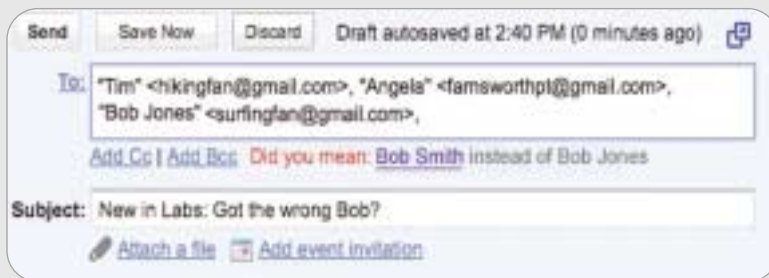 Send Save Now Discard Draft autosaved at 2:40 PM (0 minutes ago)
To: "Tim" <hikingfan@gmail.com>, "Angela" <farnsworthpt@gmail.com>,
"Bob Jones" <surfingfan@gmail.com>,
Add Cc | Add Bcc Did you mean: Bob Smith instead of Bob Jones
Subject: New in Labs: Got the wrong Bob?
Attach a file Add event invitation